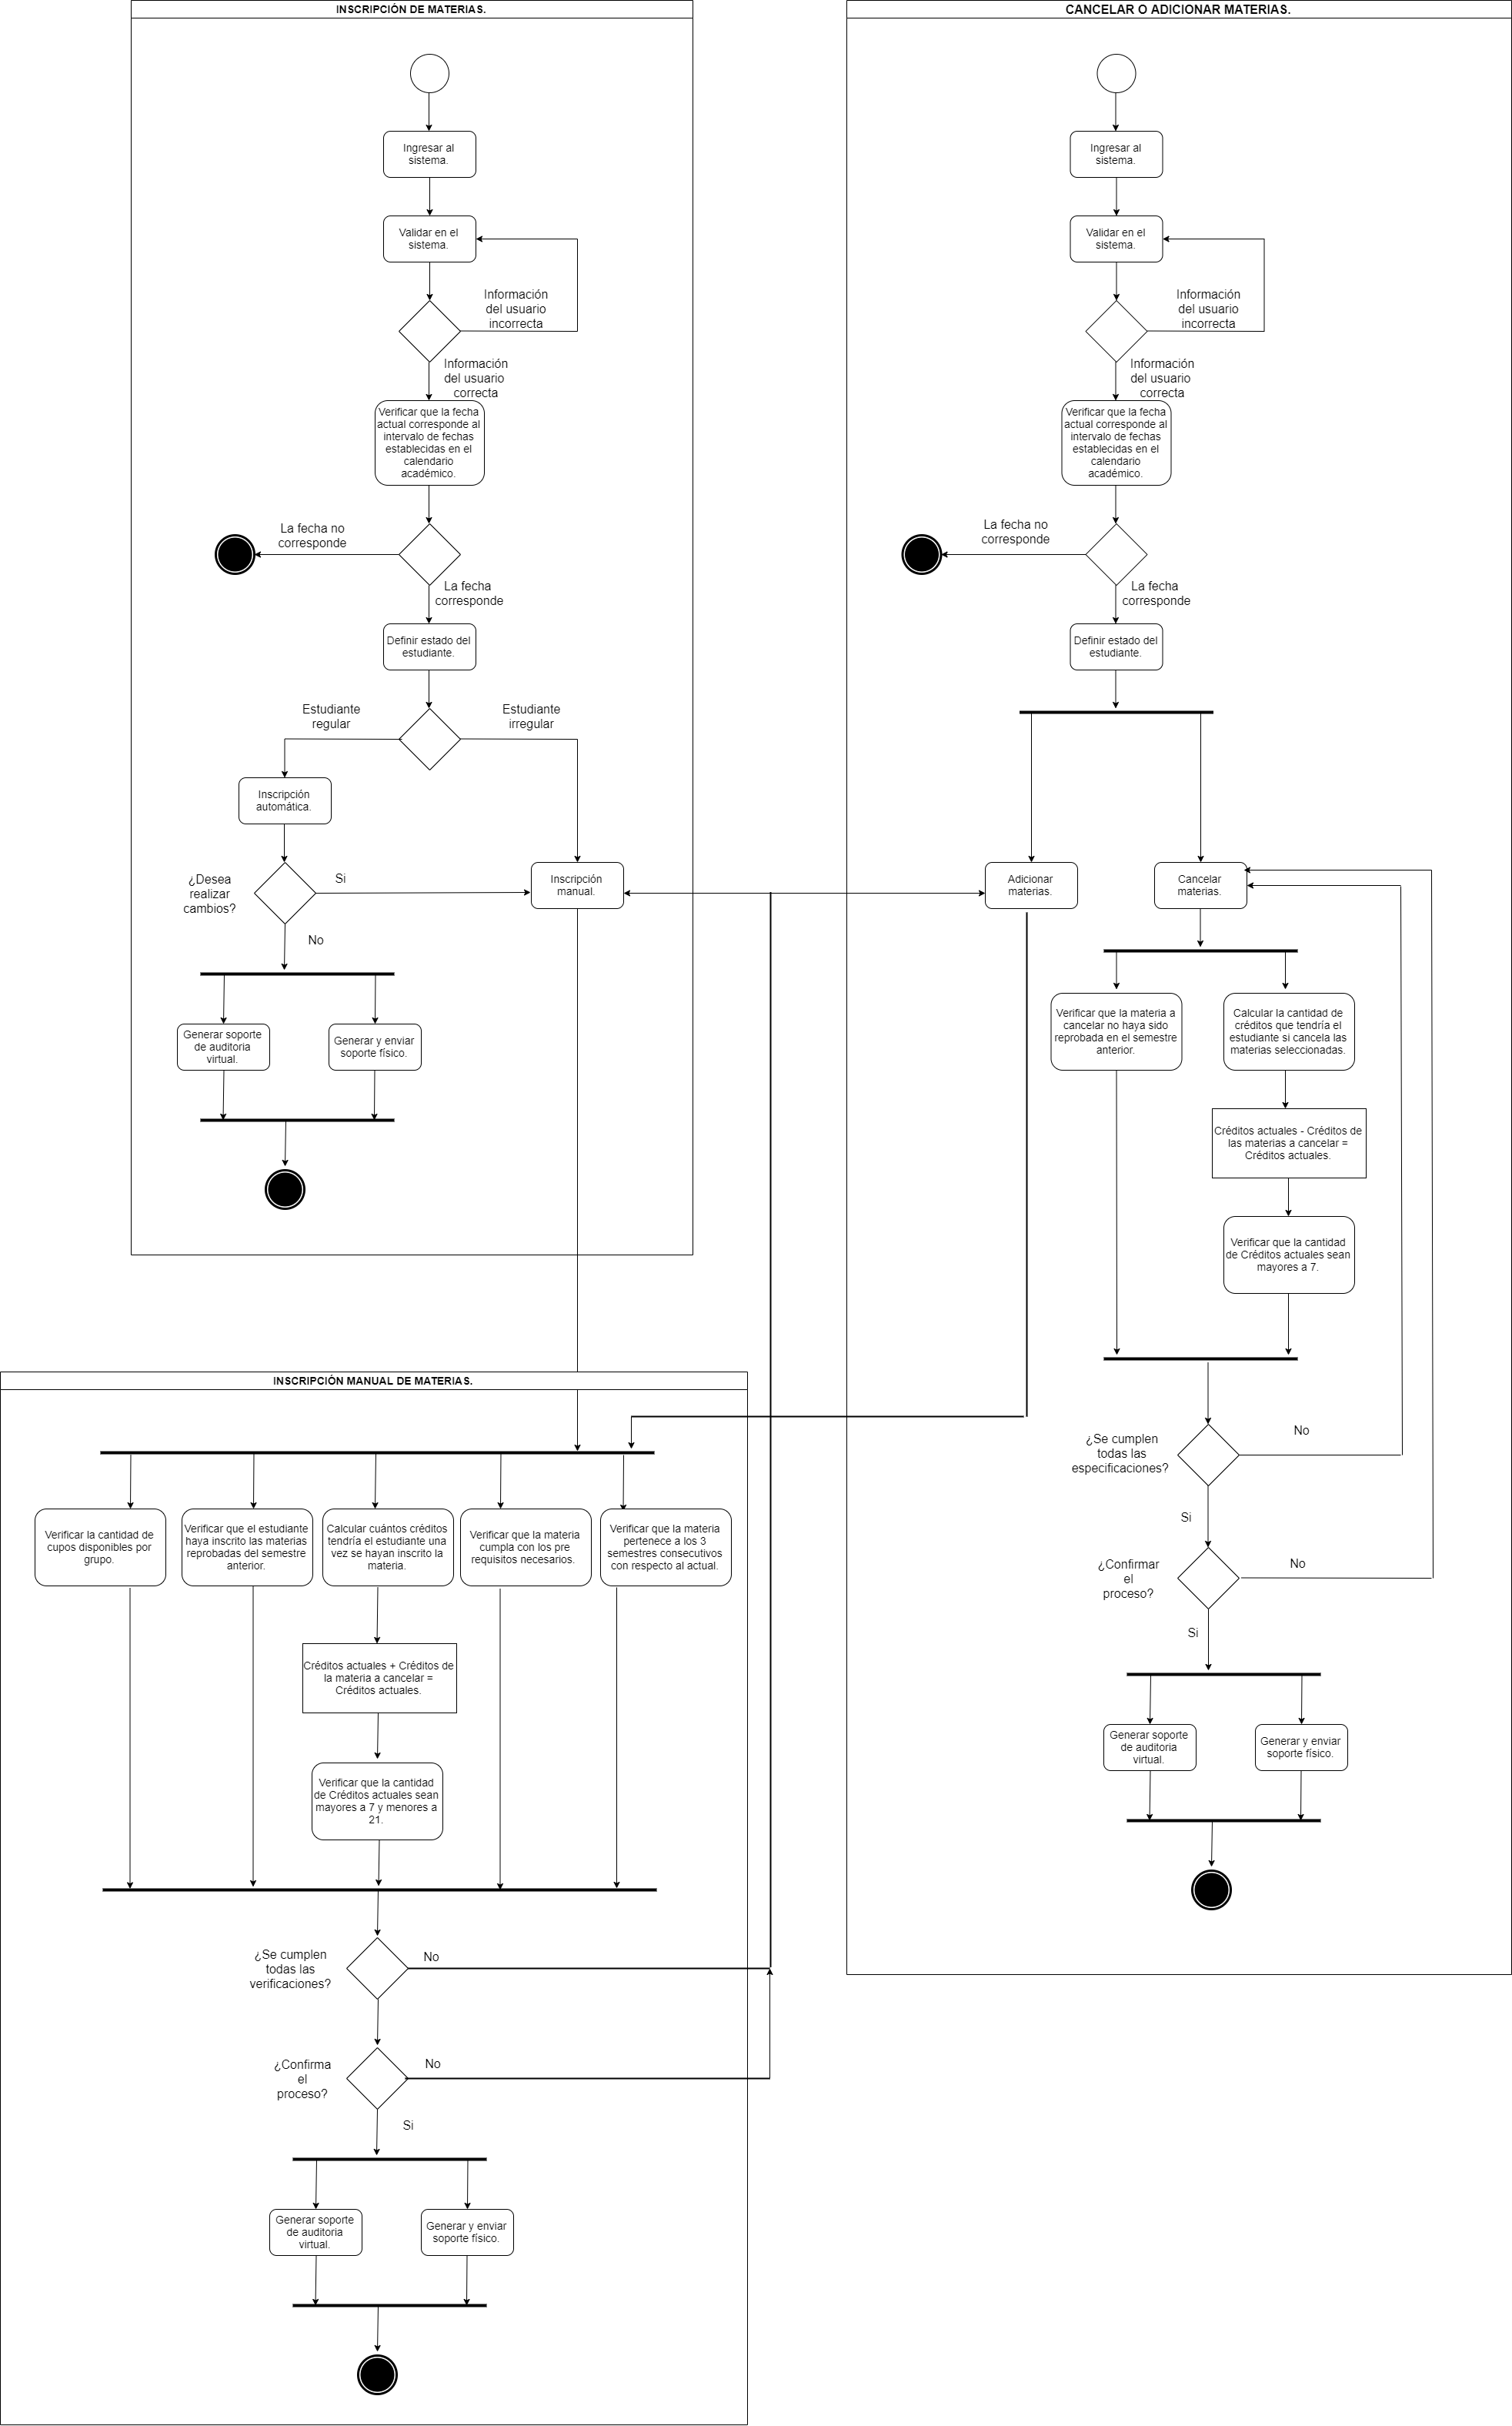 INSCRIPCIÓN DE MATERIAS.
Ingresar al
sistema.
Validar en el
sistema.
Información
del usuario
incorrecta
Información
del usuario
correcta
Verificar que la fecha
actual corresponde al
intervalo de fechas
establecidas en el
calendario
académico.
La fecha no
corresponde
La fecha
corresponde
Definir estado del
estudiante.
Estudiante
regular
Estudiante
irregular
Inscripción
automática.
¿Desea
realizar
cambios?
Si
Inscripción
manual.
No
Generar soporte
de auditoria
virtual.
Generar y enviar
soporte físico.
CANCELAR O ADICIONAR MATERIAS.
Ingresar al
sistema.
Validar en el
sistema.
Información
del usuario
incorrecta
Información
del usuario
correcta
Verificar que la fecha
actual corresponde al
intervalo de fechas
establecidas en el
calendario
académico.
La fecha no
corresponde
La fecha
corresponde
Definir estado del
estudiante.
Adicionar
materias.
Cancelar
materias.
Verificar que la materia a
cancelar no haya sido
reprobada en el semestre
anterior.
Calcular la cantidad de
créditos que tendría el
estudiante si cancela las
materias seleccionadas.
Créditos actuales - Créditos de
las materias a cancelar =
Créditos actuales.
Verificar que la cantidad
de Créditos actuales sean
mayores a 7.
¿Se cumplen
todas las
especificaciones?
No
Si
¿Confirmar
el
proceso?
No
Si
Generar soporte
de auditoria
virtual.
Generar y enviar
soporte físico.
INSCRIPCIÓN MANUAL DE MATERIAS.
Verificar la cantidad de
cupos disponibles por
grupo.
Verificar que el estudiante
haya inscrito las materias
reprobadas del semestre
anterior.
Calcular cuántos créditos
tendría el estudiante una
vez se hayan inscrito la
materia.
Verificar que la materia
cumpla con los pre
requisitos necesarios.
Verificar que la materia
pertenece a los 3
semestres consecutivos
con respecto al actual.
Créditos actuales + Créditos de
la materia a cancelar =
Créditos actuales.
Verificar que la cantidad
de Créditos actuales sean
mayores a 7 y menores a
21.
¿Se cumplen
todas las
verificaciones?
No
¿Confirma
el
proceso?
No
Si
Generar soporte
de auditoria
virtual.
Generar y enviar
soporte físico.